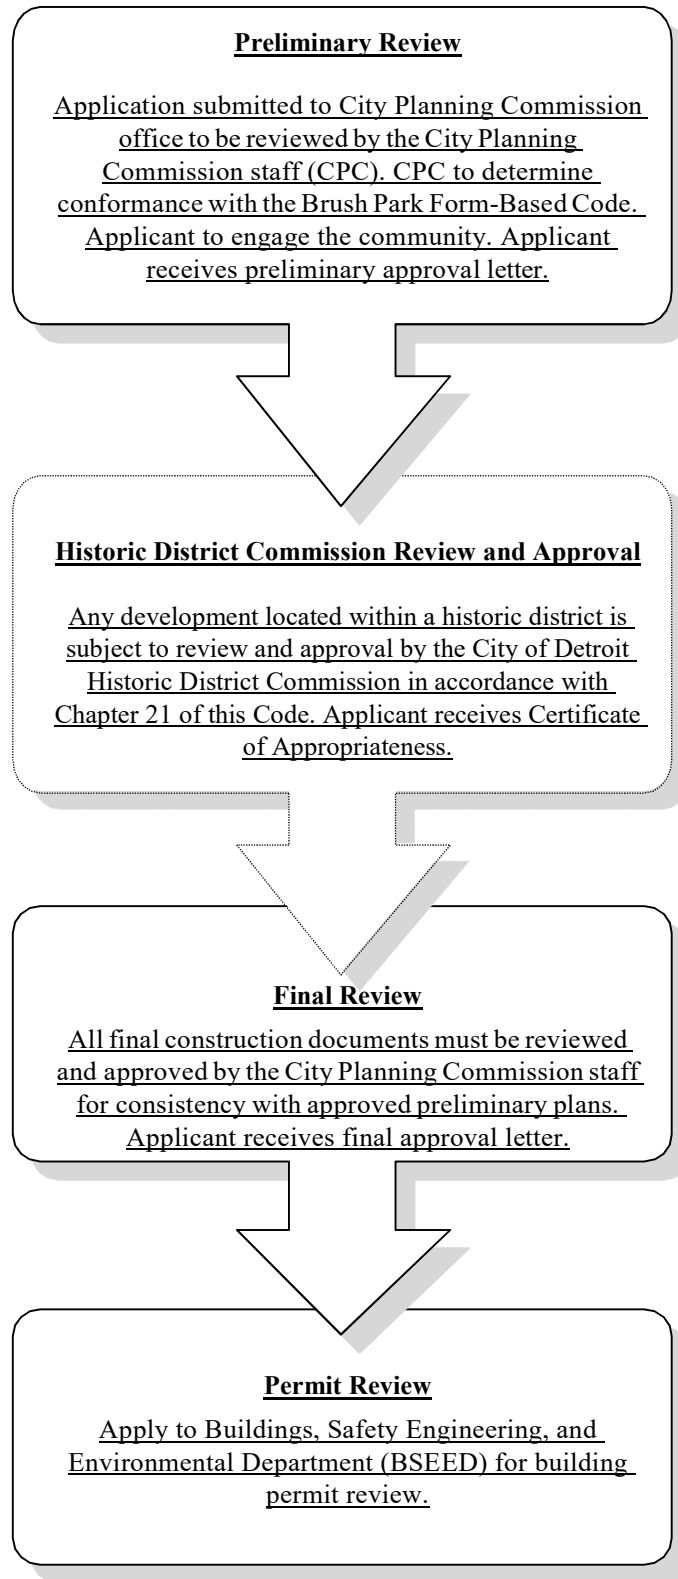 Preliminary Review
Application submitted to City Planning Commission
office to be reviewed by the City Planning
Commission staff (CPC). CPC to determine
conformance with the Brush Park Form-Based Code.
Applicant to engage the community. Applicant
receives preliminary approval letter.
Historic District Commission Review and Approval
Any development located within a historic district is
subject to review and approval by the City of Detroit
Historic District Commission in accordance with
Chapter 21 of this Code. Applicant receives Certificate
of Appropriateness.
Final Review
All final construction documents must be reviewed
and approved by the City Planning Commission staff
for consistency with approved preliminary plans.
Applicant receives final approval letter.
Permit Review
Apply to Buildings, Safety Engineering, and
Environmental Department (BSEED) for building
permit review.